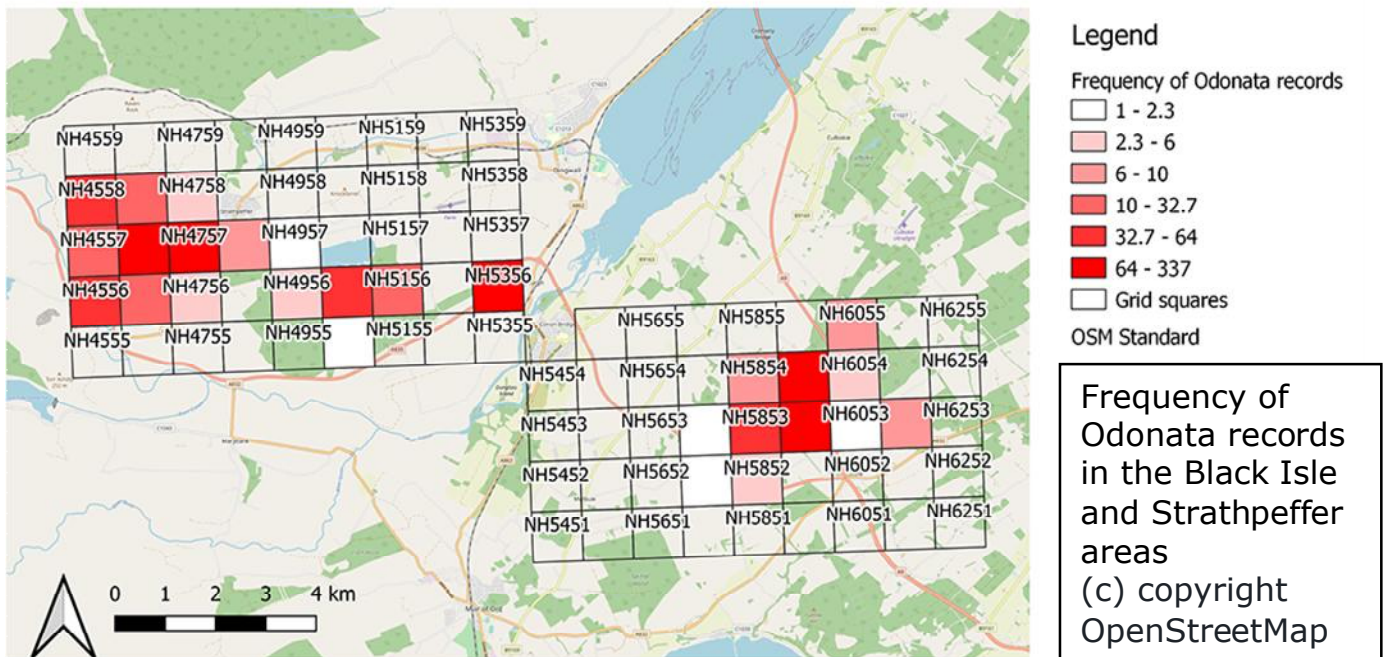 NH4559 NH4759 NH4959 NH5159 NH5359
NH4558 NH4758 NH4958 NH5158 NH5358
NH4557 NH4757 NH4957 NH5157 NH5357
NH4556 NH4756 NH4956 NH5156 NH5356
NH4555 NH4755 NH4955 NH5155 NH5355
NH5655 NH5855 NH6055 NH6255
NH5454 NH5654 NH5854 NH6054 NH6254
NH5453 NH5653 NH5853 NH6053 NH6253
NH5452 NH5652 NH5852 NH6052 NH6252
NH5451 NH5651 NH5851 NH6051 NH6251
Dingwall
Muir of Ord
0 1 2 3 4 km
Legend
Frequency of Odonata records
1 - 2.3
2.3 - 6
6 - 10
10 - 32.7
32.7 - 64
64 - 337
Grid squares
OSM Standard
Frequency of
Odonata records
in the Black Isle
and Strathpeffer
areas
(c) copyright
OpenStreetMap